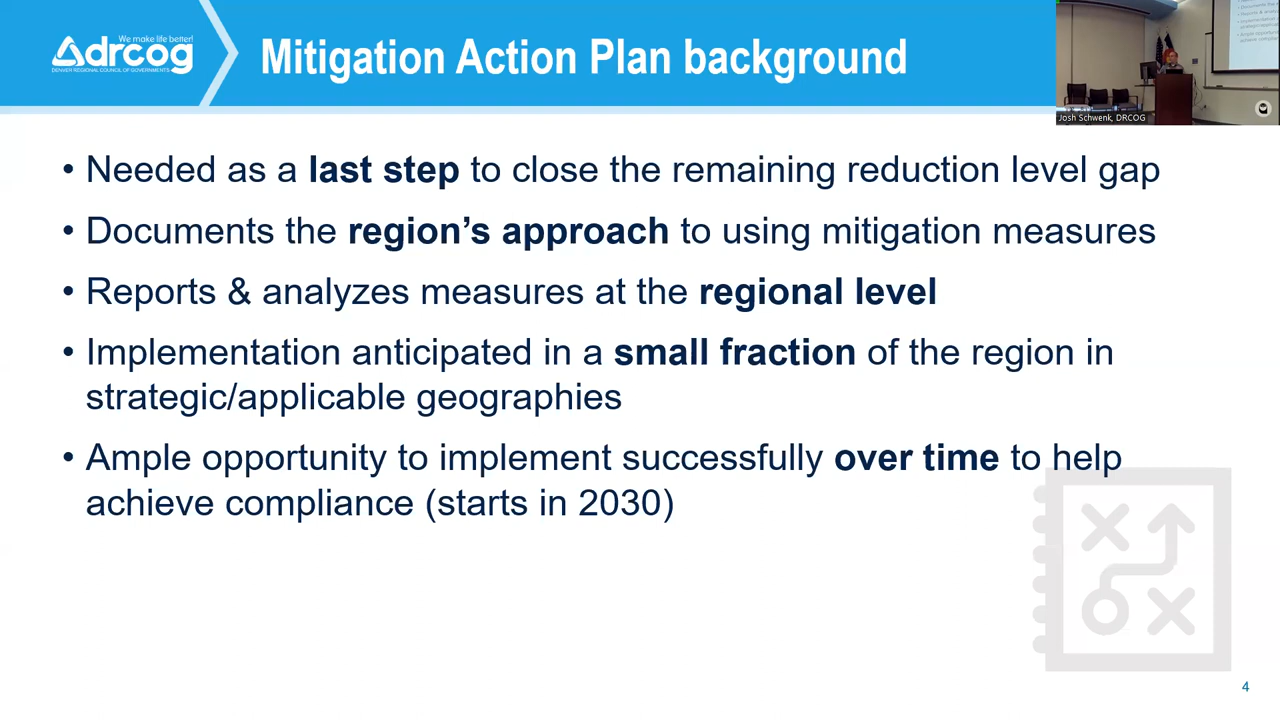 We make life better!
drcog
DENVER REGIONAL COUNCIL OF GOVERNMENTS
Mitigation Action Plan background
Josh Schwenk, DRCOG
• Needed as a last step to close the remaining reduction level gap
• Documents the region’s approach to using mitigation measures
• Reports & analyzes measures at the regional level
• Implementation anticipated in a small fraction of the region in
strategic/applicable geographies
• Ample opportunity to implement successfully over time to help
achieve compliance (starts in 2030)
4